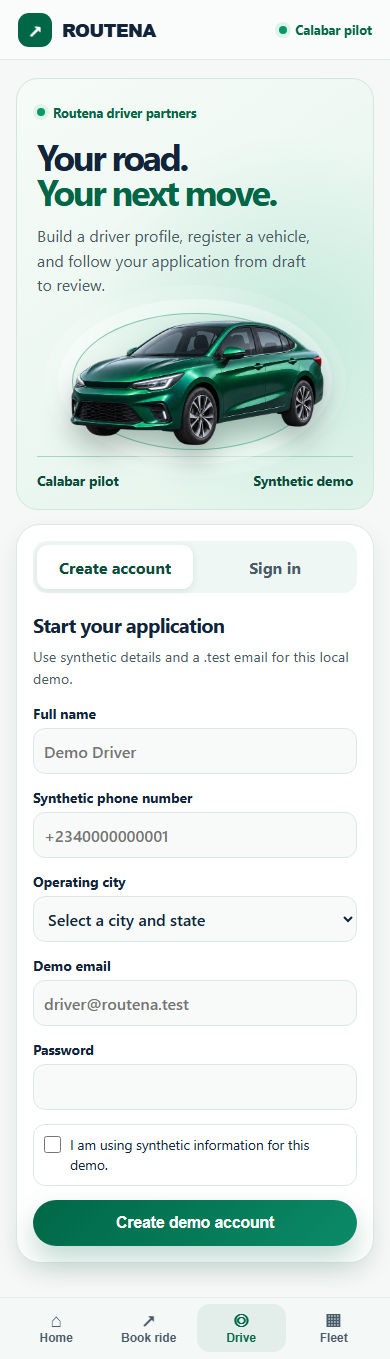 ROUTENA
Calabar pilot
Routena driver partners
Your road.
Your next move.
Build a driver profile, register a vehicle,
and follow your application from draft
to review.
Calabar pilot
Synthetic demo
Create account
Sign in
Start your application
Use synthetic details and a .test email for this local
demo.
Full name
Demo Driver
Synthetic phone number
+2340000000001
Operating city
Select a city and state
Demo email
driver@routena.test
Password
I am using synthetic information for this
demo.
Create demo account
Home
Book ride
Drive
Fleet